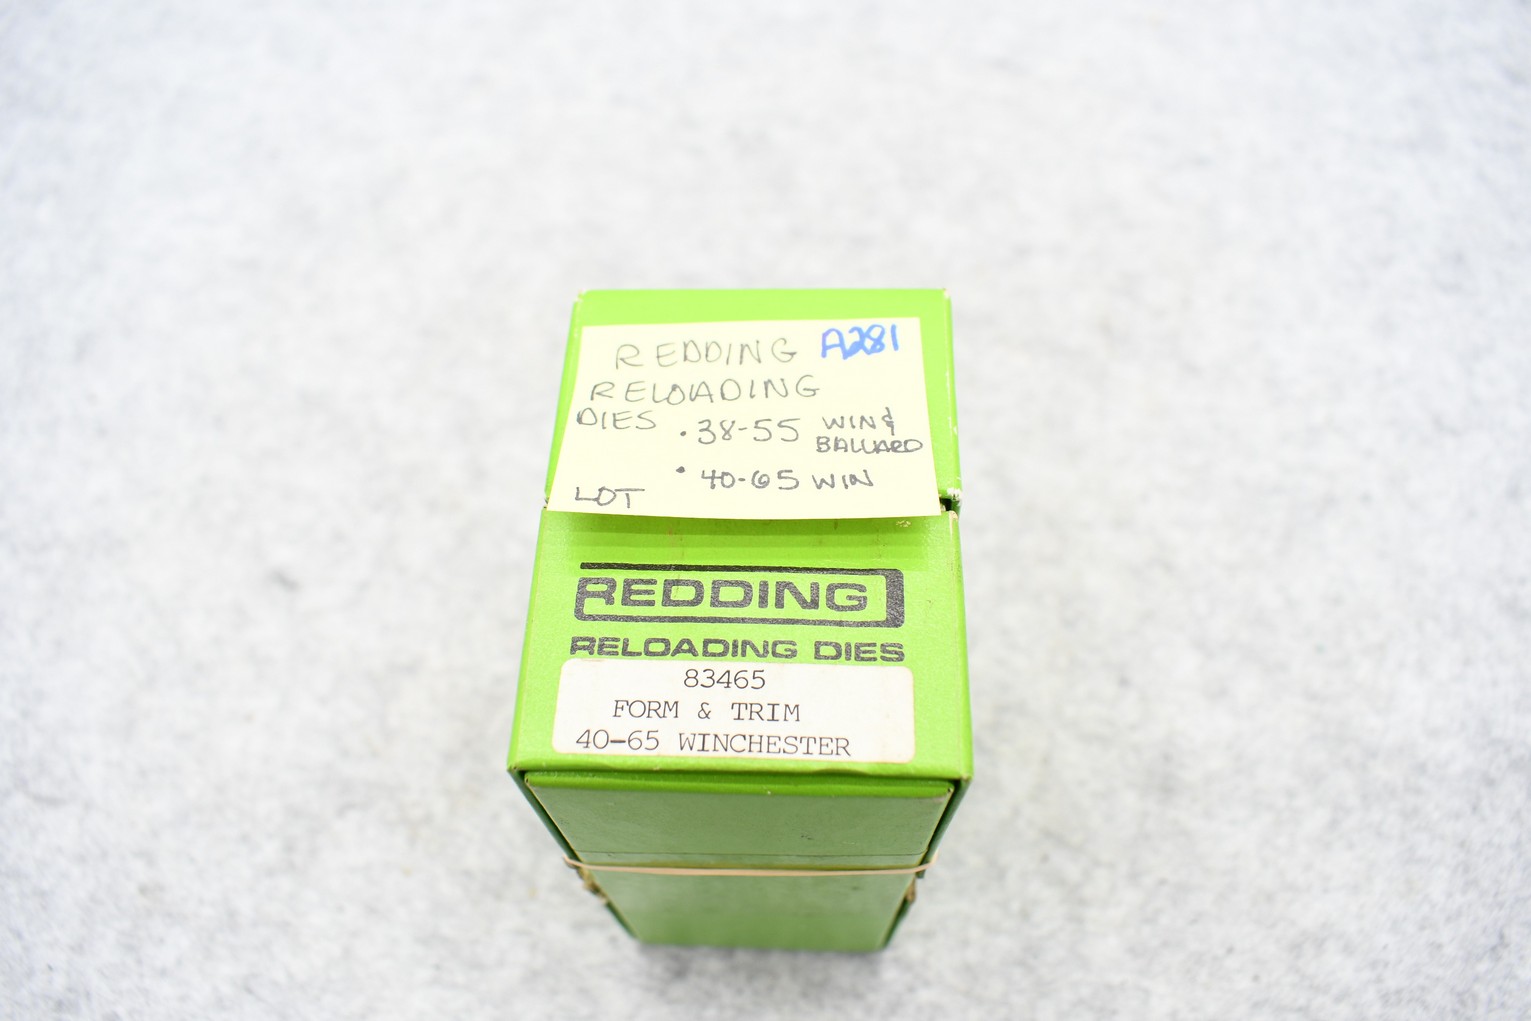 REDDING A281
RELOADING
DIES • 38-55 WIN &
BALLARD
• 40-65 WIN
LOT
REDDING
RELOADING DIES
83465
FORM & TRIM
40-65 WINCHESTER